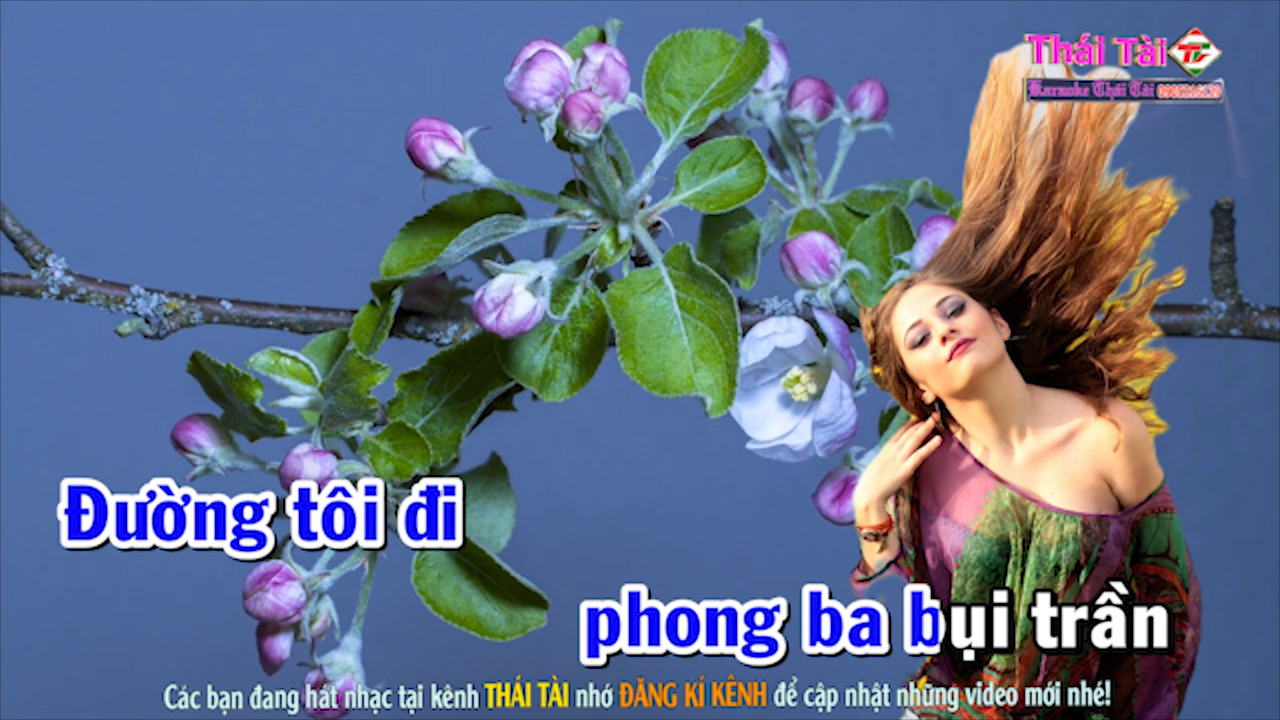 Thái Tài
Karaoke Thái Tài
Đường tôi đi
phong ba bụi trần
Các bạn đang hát nhạc tại kênh THÁI TÀI nhớ ĐĂNG KÍ KÊNH để cập nhật những video mới nhé!